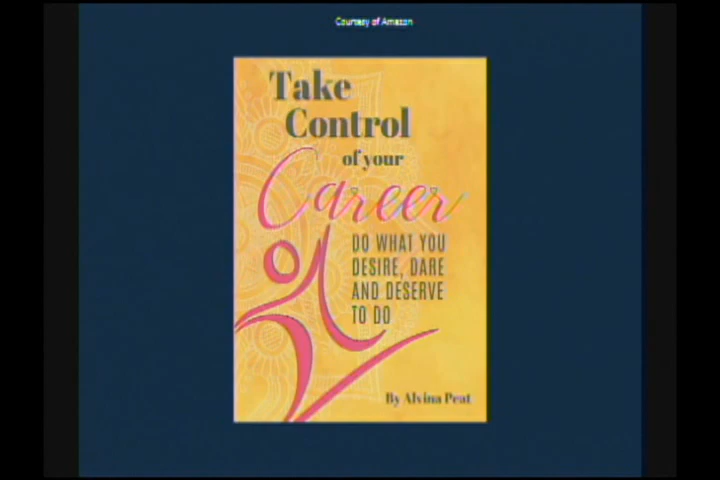 Courtesy of Amazon
Take
Control
of your
Career
DO WHAT YOU
DESIRE, DARE
AND DESERVE
TO DO
By Alvina Peat